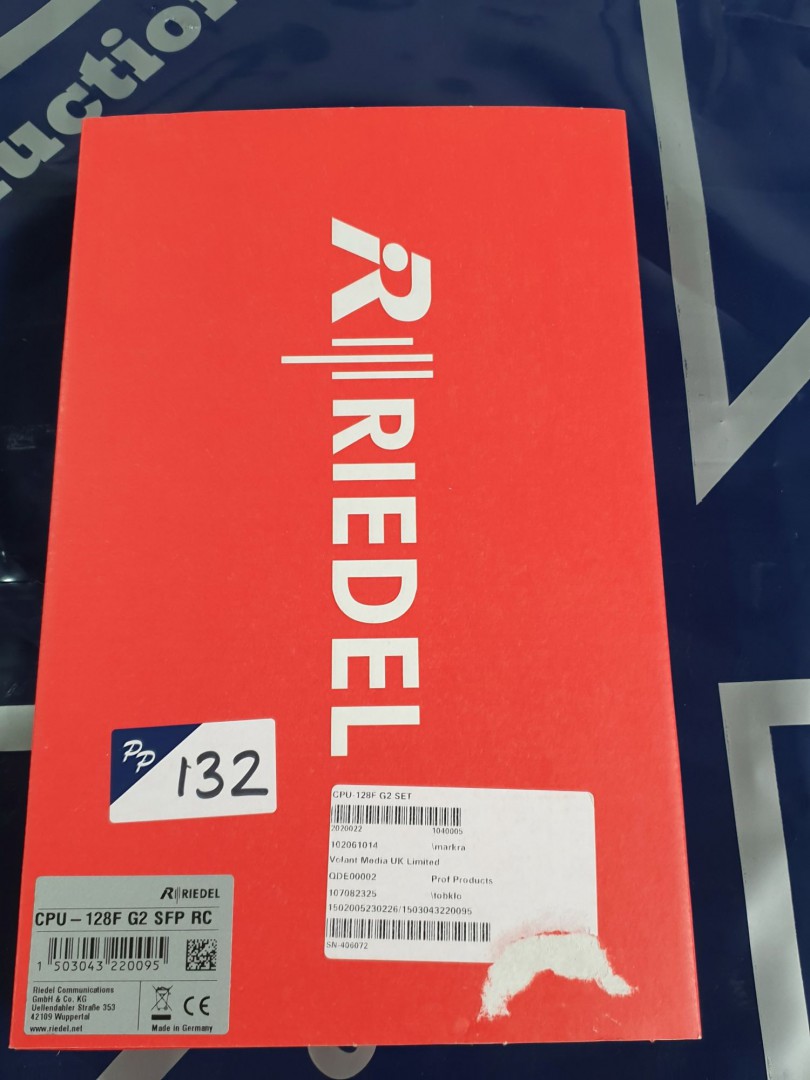 uction
RIEDEL
PP
132
CPU-128F G2 SET
2020022 1040005
102061014 \markra
Volant Media UK Limited
QDE00002 Prof Products
107082325 \tobklo
1502005230226/1503043220095
SN-406072
RIEDEL
CPU – 128F G2 SFP RC
1 503043 220095
Riedel Communications
GmbH & Co. KG
Uellendahler Straße 353
42109 Wuppertal
www.riedel.net
CE
Made in Germany